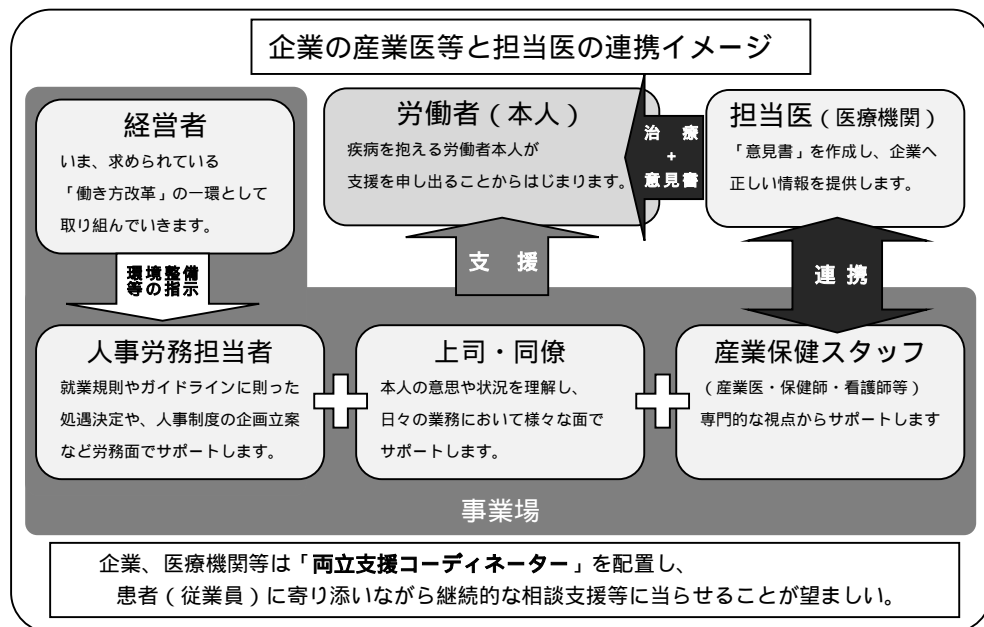 企業の産業医等と担当医の連携イメージ
経営者
いま、求められている
「働き方改革」の一環として
取り組んでいきます。
労働者(本人)
疾病を抱える労働者本人が
支援を申し出ることからはじまります。
治 療
+
意見書
担当医(医療機関)
「意見書」を作成し、企業へ
正しい情報を提供します。
環境整備
等の指示
支 援
連 携
人事労務担当者
就業規則やガイドラインに則った
処遇決定や、人事制度の企画立案
など労務面でサポートします。
上司・同僚
本人の意思や状況を理解し、
日々の業務において様々な面で
サポートします。
産業保健スタッフ
(産業医・保健師・看護師等)
専門的な視点からサポートします
事業場
企業、医療機関等は「両立支援コーディネーター」を配置し、
患者(従業員)に寄り添いながら継続的な相談支援等に当らせることが望ましい。